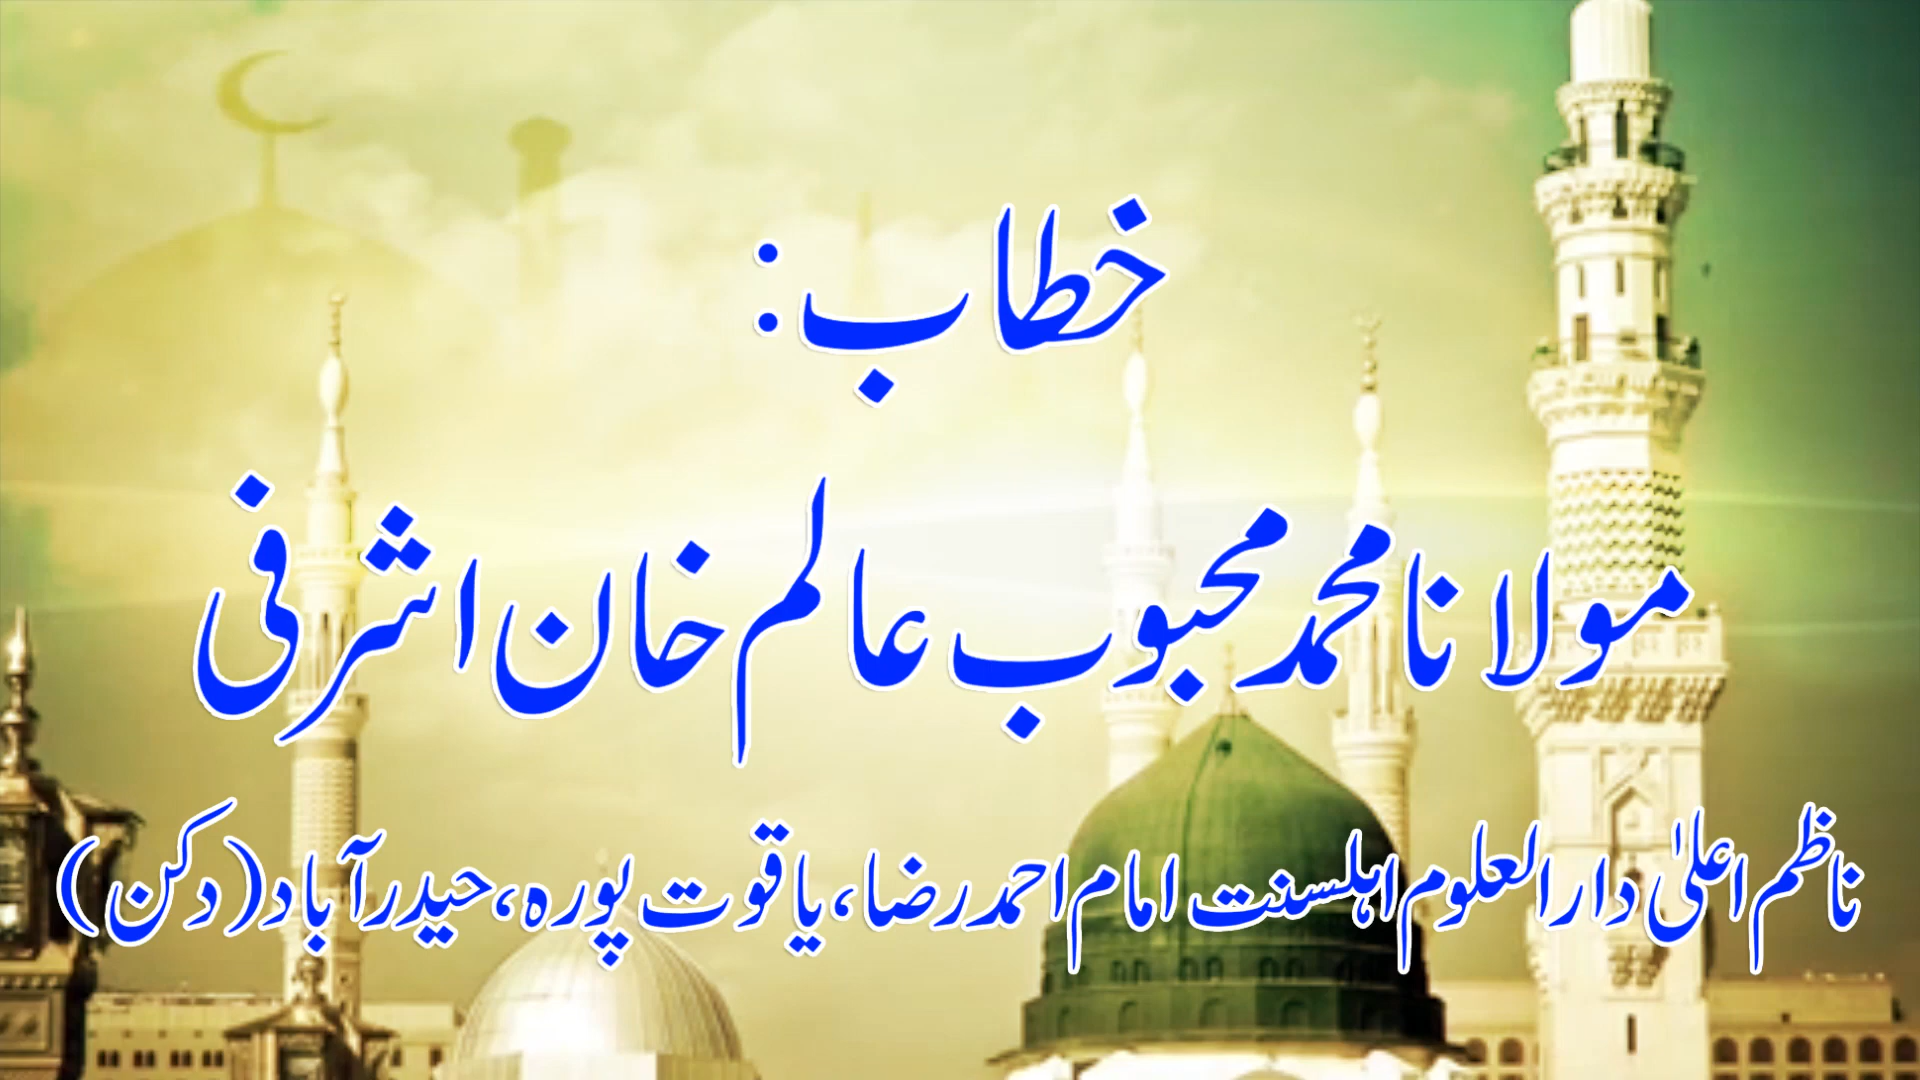 خطاب:
مولانا محمد محبوب عالم خان اشرفی
ناظم اعلیٰ دارالعلوم اہلسنت امام احمد رضا، یاقوت پورہ، حیدرآباد (دکن)